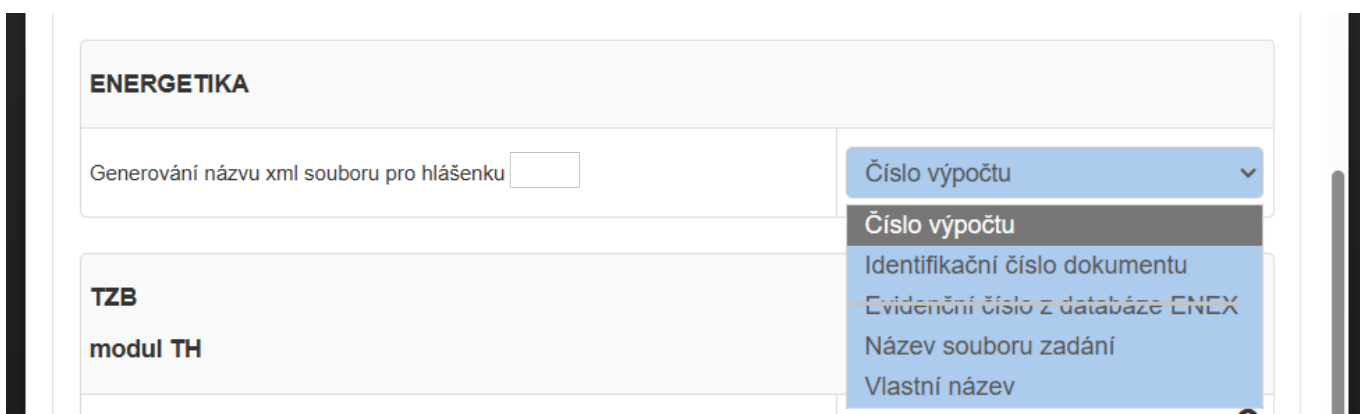 ENERGETIKA
Generování názvu xml souboru pro hlášenku
Číslo výpočtu
Číslo výpočtu
Identifikační číslo dokumentu
Evidenční číslo z databáze ENEX
Název souboru zadání
Vlastní název
TZB
modul TH